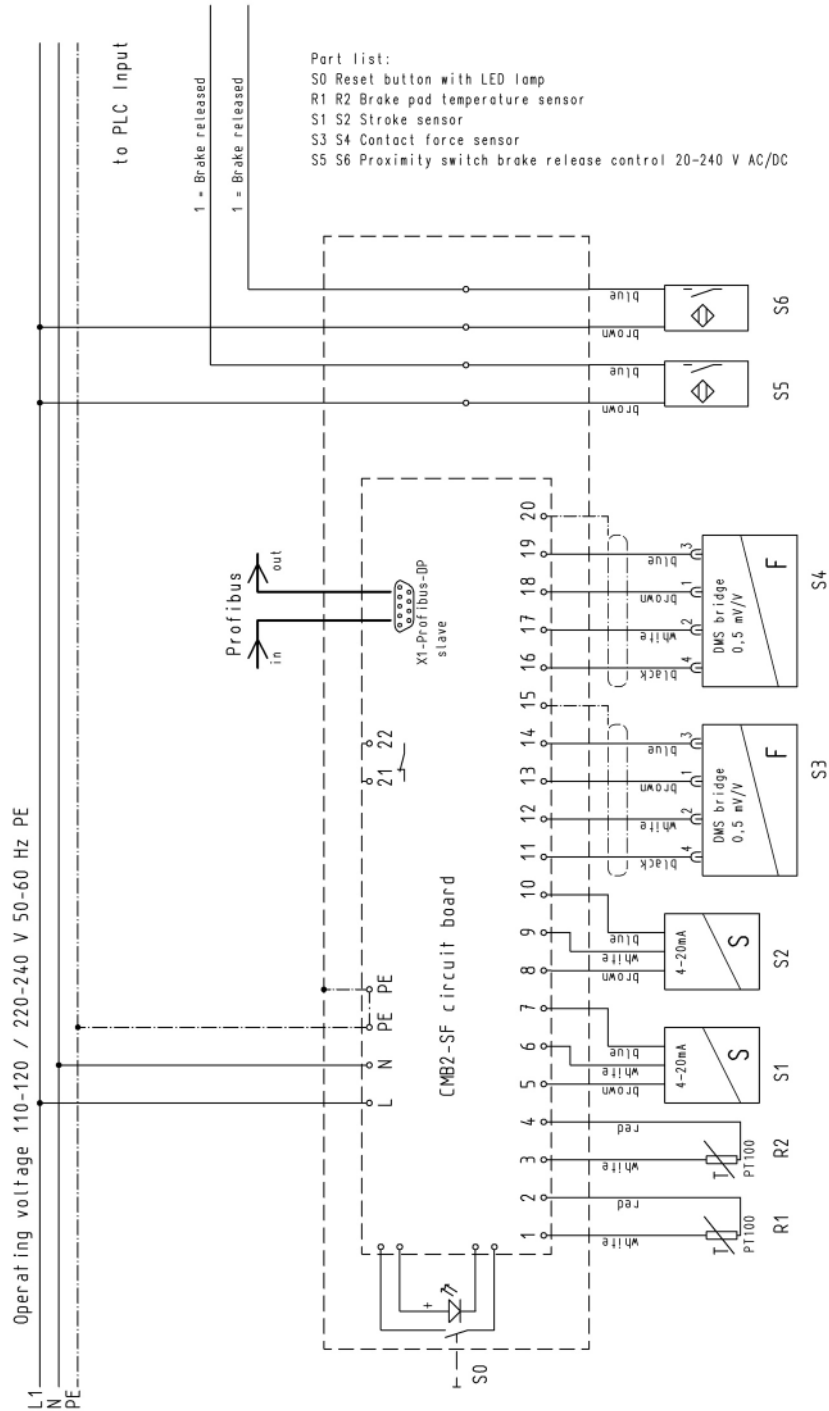 Part list:
S0 Reset button with LED lamp
R1 R2 Brake pad temperature sensor
S1 S2 Stroke sensor
S3 S4 Contact force sensor
S5 S6 Proximity switch brake release control 20-240 V AC/DC
Operating voltage 110-120 / 220-240 V 50-60 Hz PE
L1
N
PE
to PLC Input
1 = Brake released
1 = Brake released
Profibus
in
out
X1-Profibus-DP
slave
21
22
L
N
PE
PE
CMB2-SF circuit board
+
S0
1
2
3
4
5
6
7
8
9
10
11
12
13
14
15
16
17
18
19
20
white
red
white
red
brown
white
blue
brown
white
blue
black
white
brown
blue
black
white
brown
blue
brown
blue
brown
blue
4
2
1
3
4
2
1
3
T
PT100
R1
T
PT100
R2
4-20mA
S
S1
4-20mA
S
S2
DMS bridge
0,5 mV/V
F
S3
DMS bridge
0,5 mV/V
F
S4
S5
S6